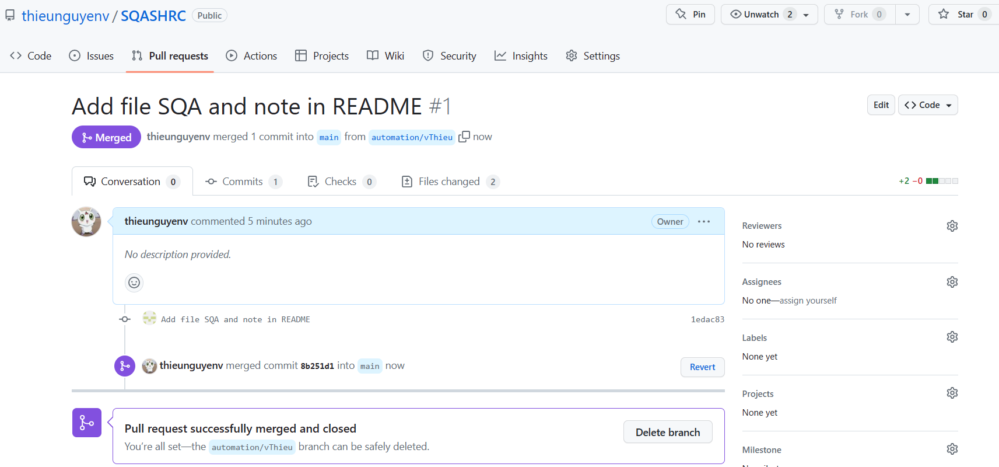 thieunguyenv / SQASHRC Public
Pin
Unwatch 2
Fork 0
Star 0
Code
Issues
Pull requests
Actions
Projects
Wiki
Security
Insights
Settings
Add file SQA and note in README #1
Edit
Code
Merged
thieunguyenv merged 1 commit into main from automation/vThieu now
Conversation 0
Commits 1
Checks 0
Files changed 2
+2 −0
thieunguyenv commented 5 minutes ago
Owner
No description provided.
Add file SQA and note in README
1edac83
thieunguyenv merged commit 8b251d1 into main now
Revert
Pull request successfully merged and closed
You're all set—the automation/vThieu branch can be safely deleted.
Delete branch
Reviewers
No reviews
Assignees
No one—assign yourself
Labels
None yet
Projects
None yet
Milestone